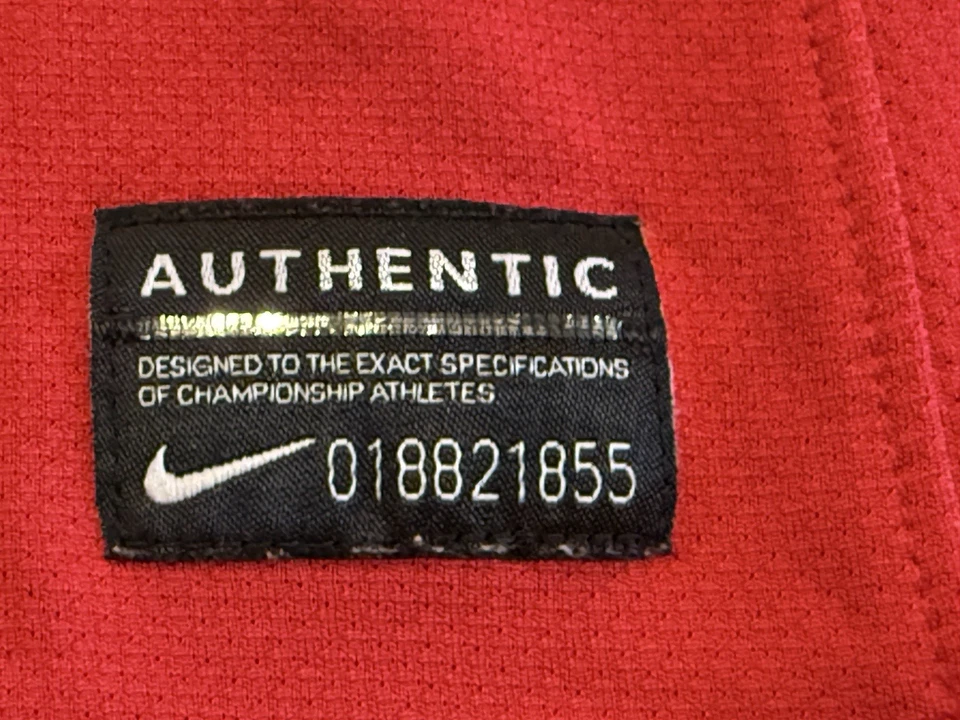 AUTHENTIC
DESIGNED TO THE EXACT SPECIFICATIONS
OF CHAMPIONSHIP ATHLETES
018821855